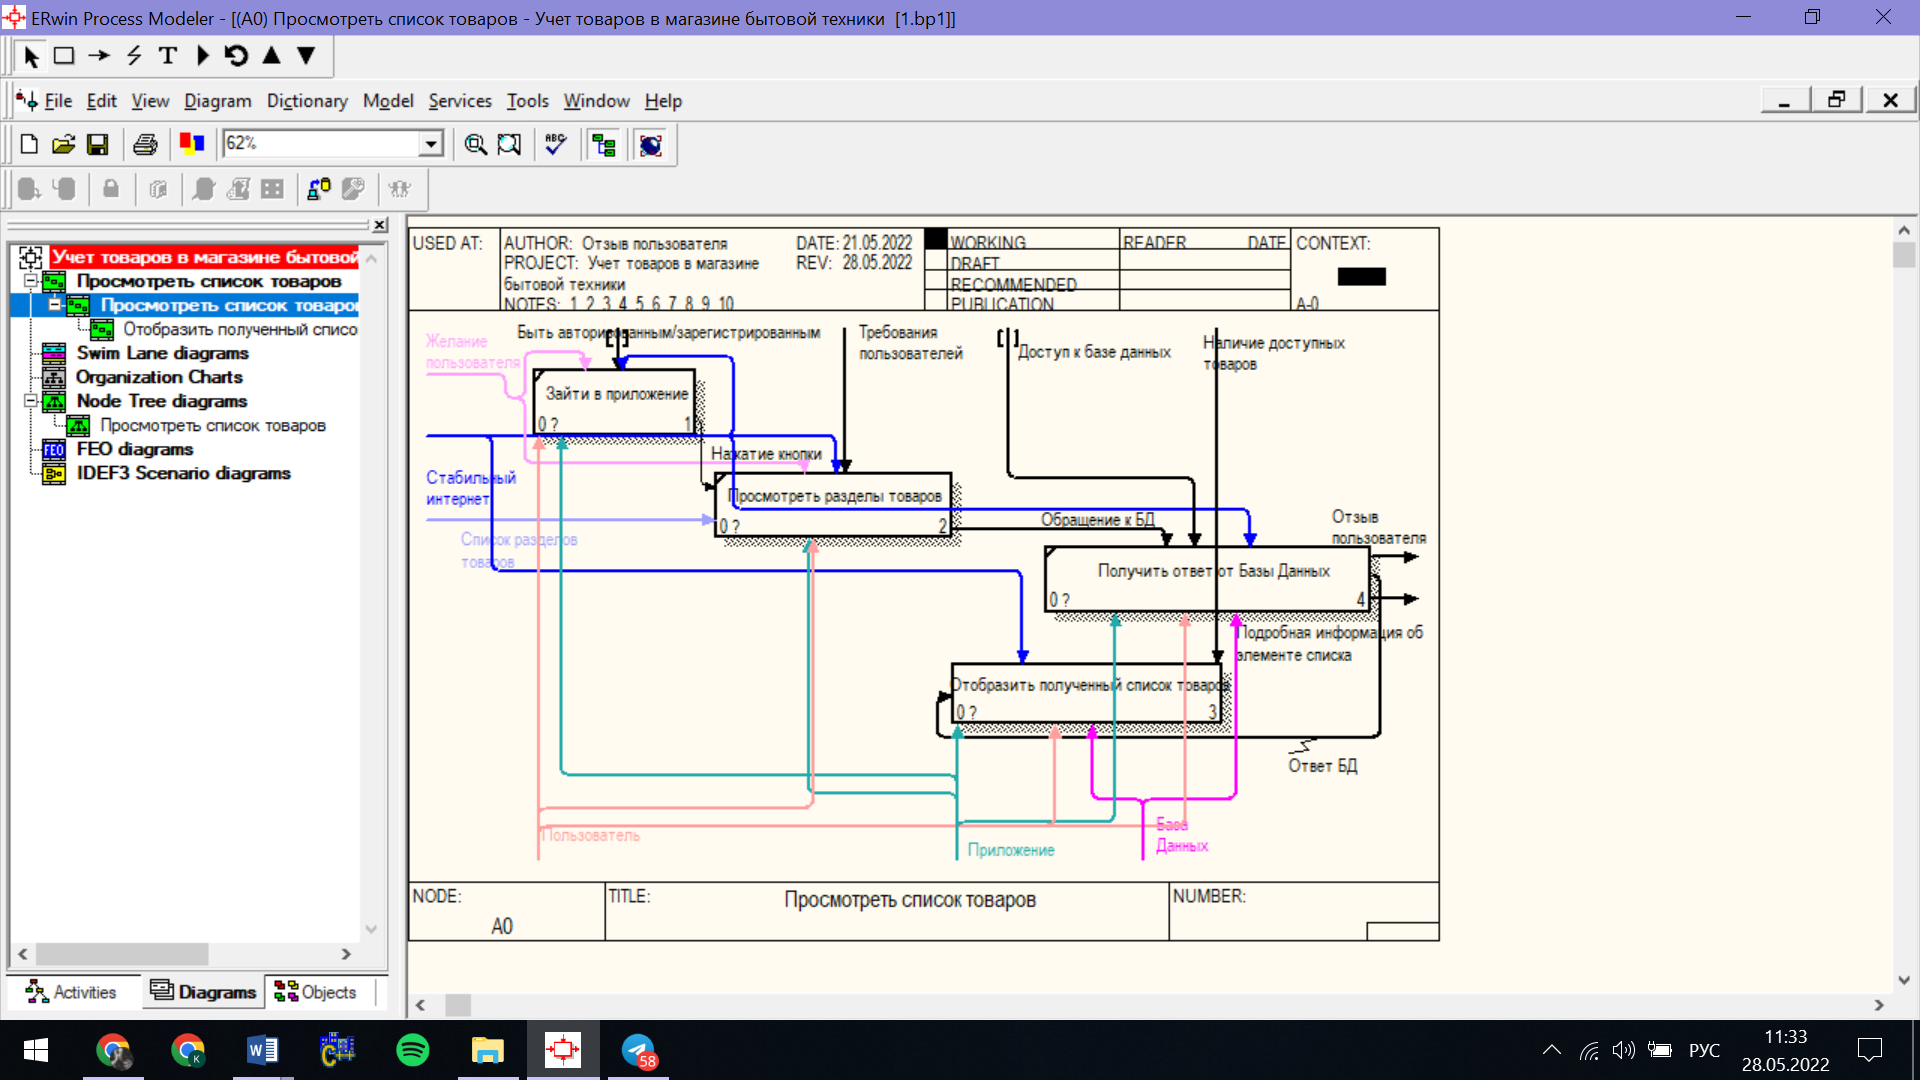 ERwin Process Modeler - [(A0) Просмотреть список товаров - Учет товаров в магазине бытовой техники  [1.bp1]]
File Edit View Diagram Dictionary Model Services Tools Window Help
62%
ABC
Учет товаров в магазине бытовой
Просмотреть список товаров
Просмотреть список товаро
Отобразить полученный списо
Swim Lane diagrams
Organization Charts
Node Tree diagrams
Просмотреть список товаров
FEO diagrams
IDEF3 Scenario diagrams
Activities Diagrams Objects
USED AT:
AUTHOR: Отзыв пользователя
DATE: 21.05.2022
PROJECT: Учет товаров в магазине
REV: 28.05.2022
бытовой техники
NOTES: 1 2 3 4 5 6 7 8 9 10
WORKING
DRAFT
RECOMMENDED
PUBLICATION
READER DATE
CONTEXT:
A-0
Желание
пользователя
Быть авторизованным/зарегистрированным
Требования
пользователей
Доступ к базе данных
Наличие доступных
товаров
Зайти в приложение
0 ? 1
Нажатие кнопки
Стабильный
интернет
Просмотреть разделы товаров
0 ? 2
Список разделов
товаров
Обращение к БД
Отзыв
пользователя
Получить ответ от Базы Данных
0 ? 4
Подробная информация об
элементе списка
Отобразить полученный список товаров
0 ? 3
Ответ БД
Пользователь
Приложение
База
Данных
NODE:
A0
TITLE:
Просмотреть список товаров
NUMBER:
58
РУС
11:33
28.05.2022